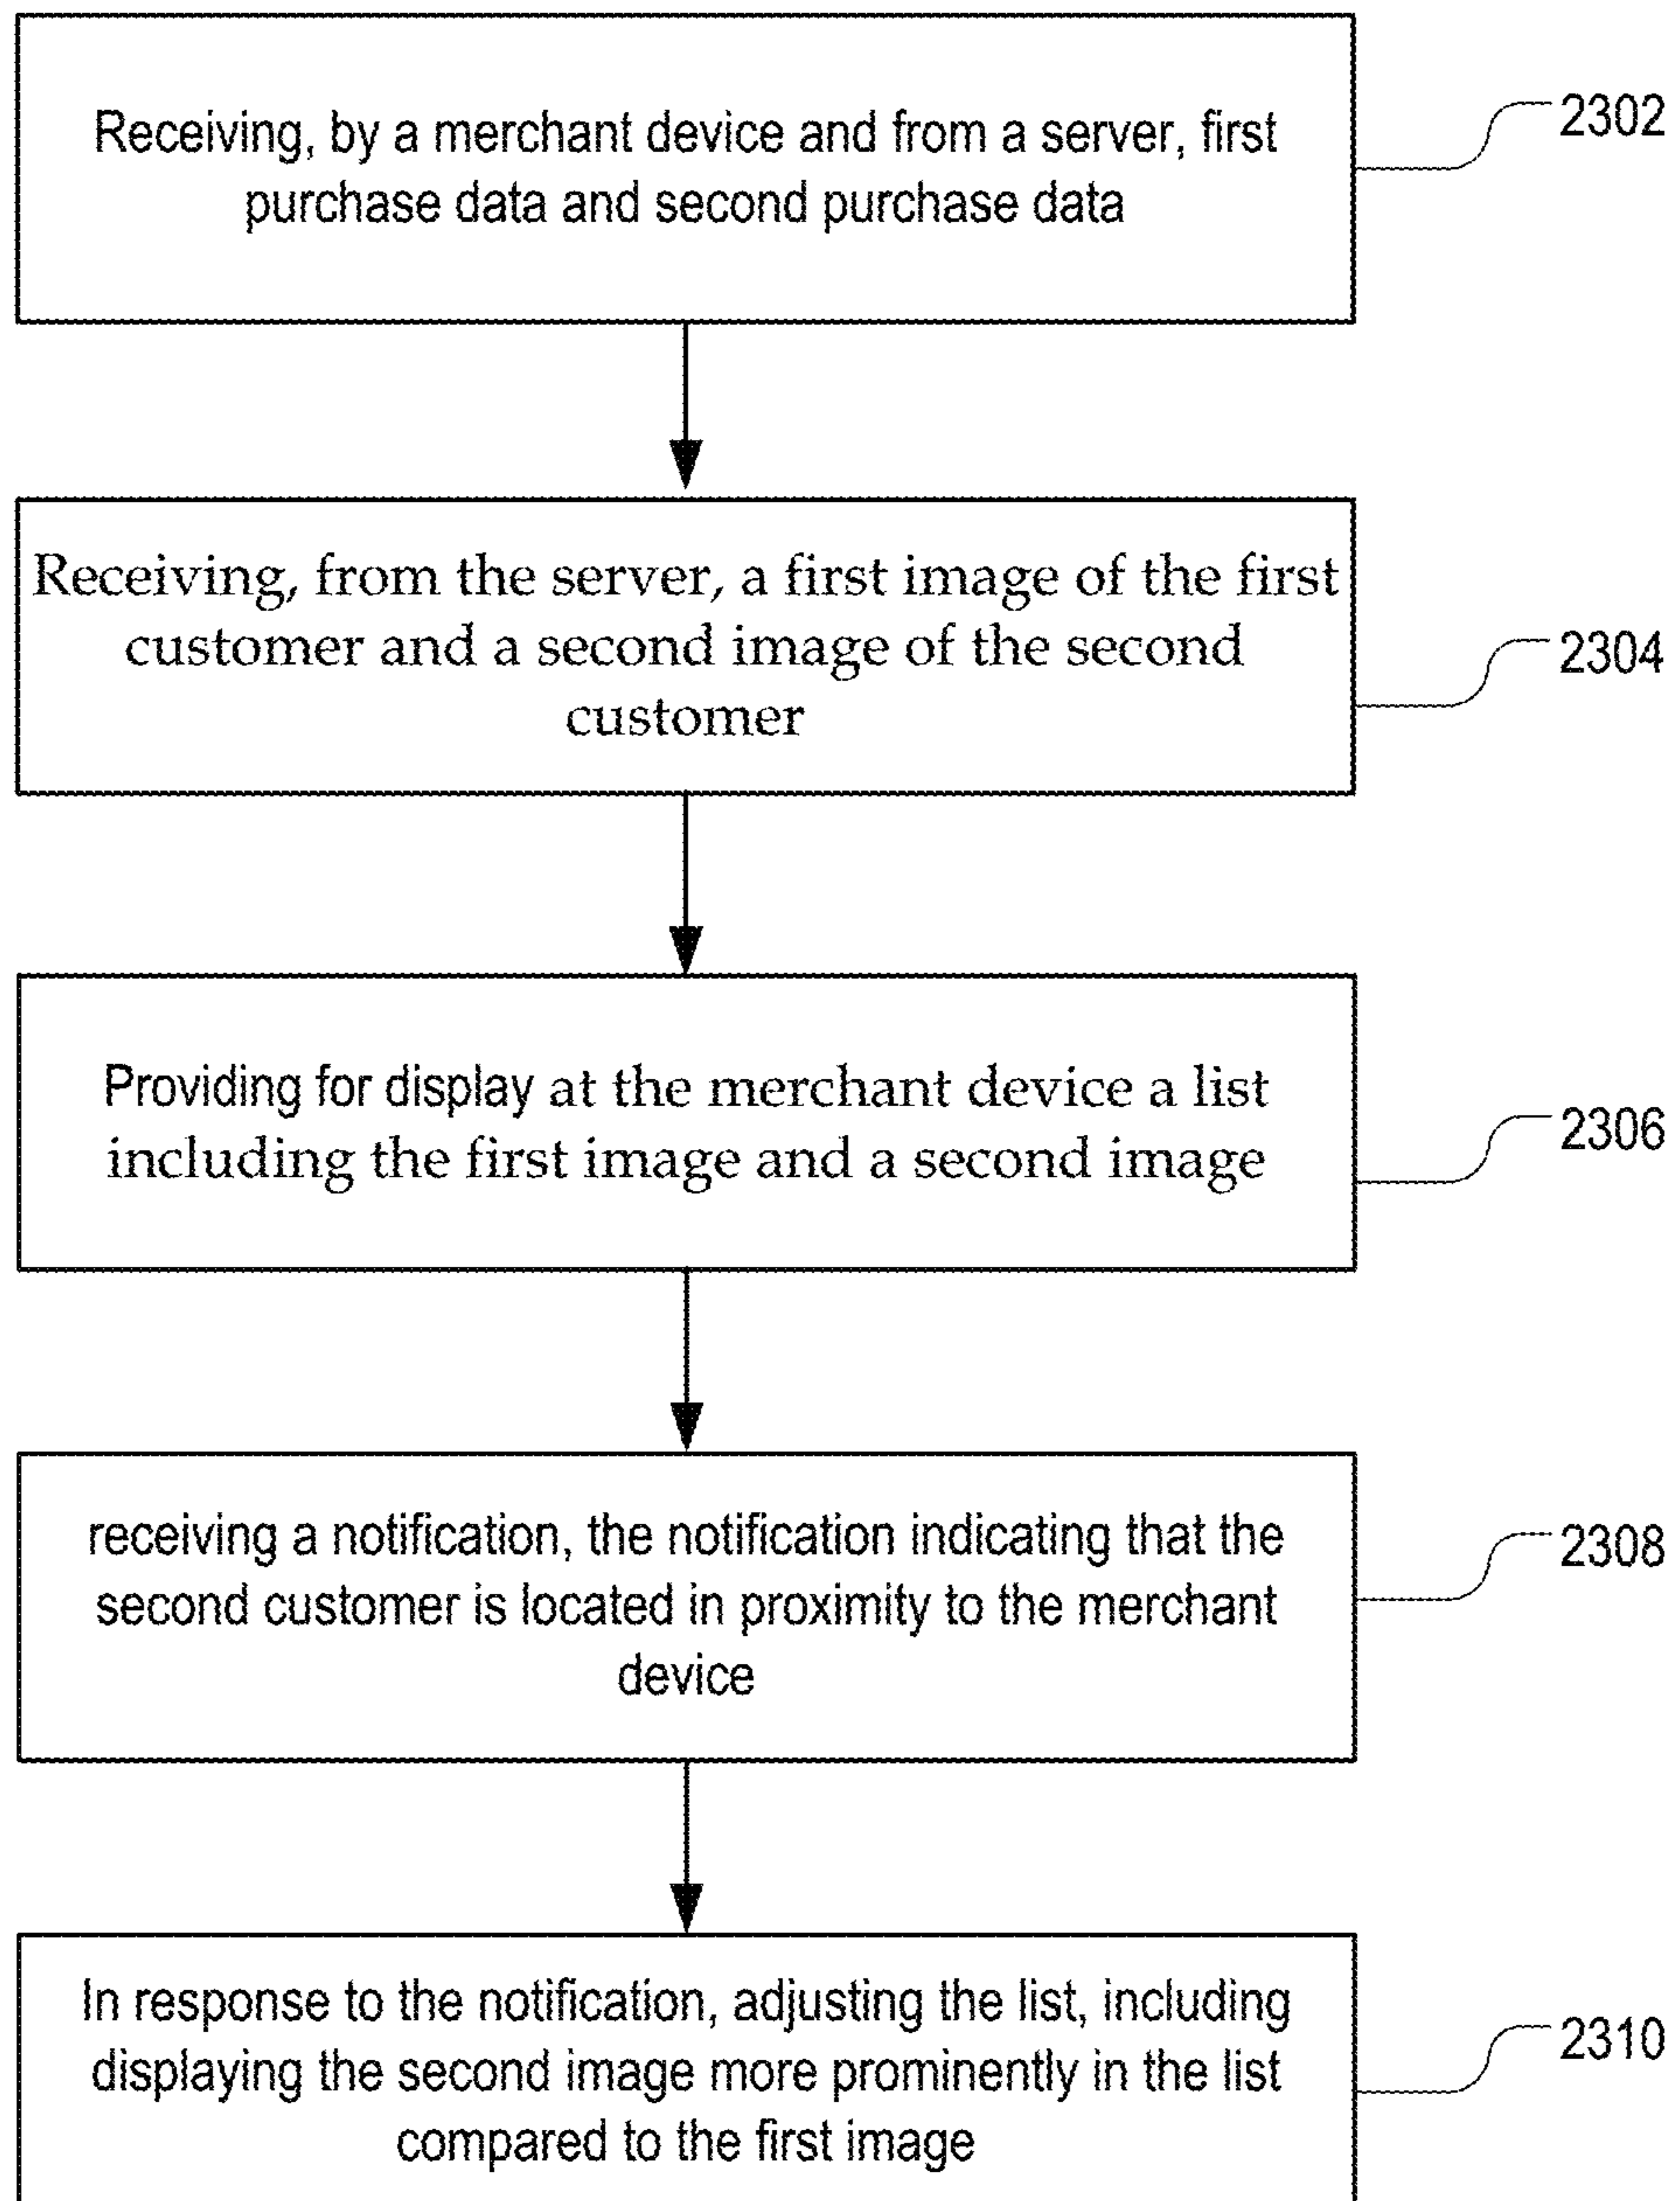 Receiving, by a merchant device and from a server, first
purchase data and second purchase data
2302
Receiving, from the server, a first image of the first
customer and a second image of the second
customer
2304
Providing for display at the merchant device a list
including the first image and a second image
2306
receiving a notification, the notification indicating that the
second customer is located in proximity to the merchant
device
2308
In response to the notification, adjusting the list, including
displaying the second image more prominently in the list
compared to the first image
2310